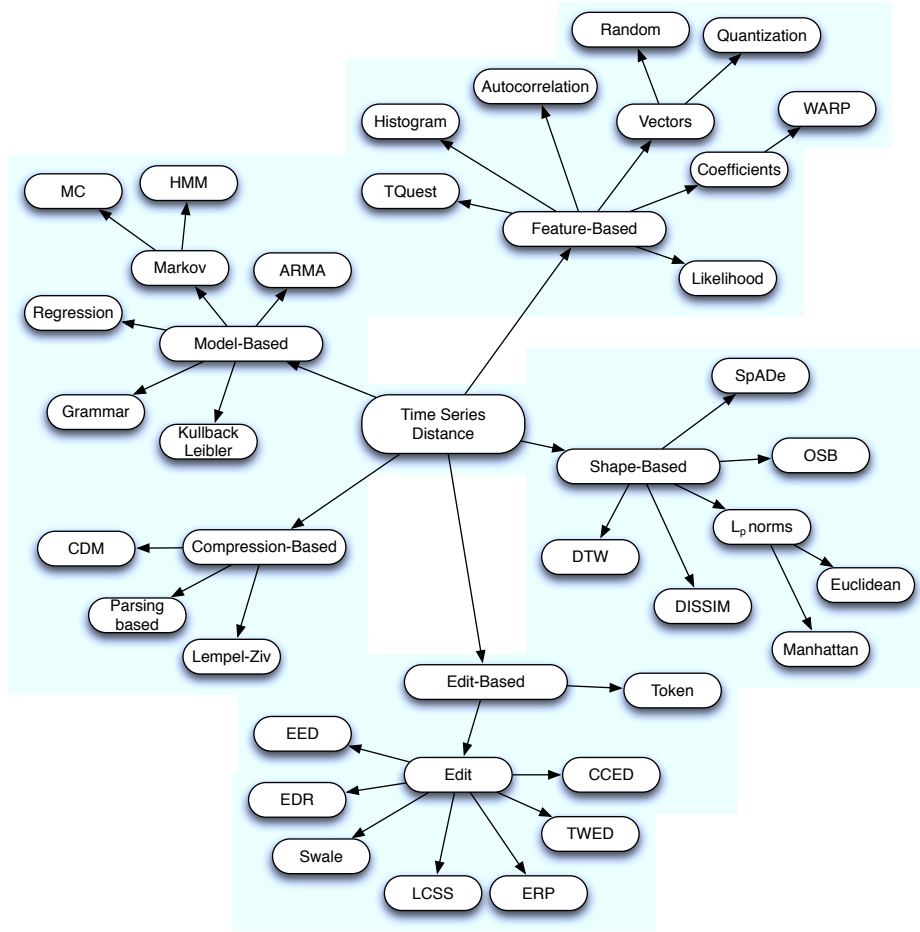 Random
Quantization
Autocorrelation
WARP
Histogram
Vectors
Coefficients
MC
HMM
TQuest
Feature-Based
Markov
ARMA
Likelihood
Regression
Model-Based
SpADe
Grammar
Time Series
Distance
Kullback
Leibler
Shape-Based
OSB
Lp norms
CDM
Compression-Based
DTW
Euclidean
Parsing
based
DISSIM
Lempel-Ziv
Manhattan
Edit-Based
Token
EED
Edit
CCED
EDR
TWED
Swale
LCSS
ERP